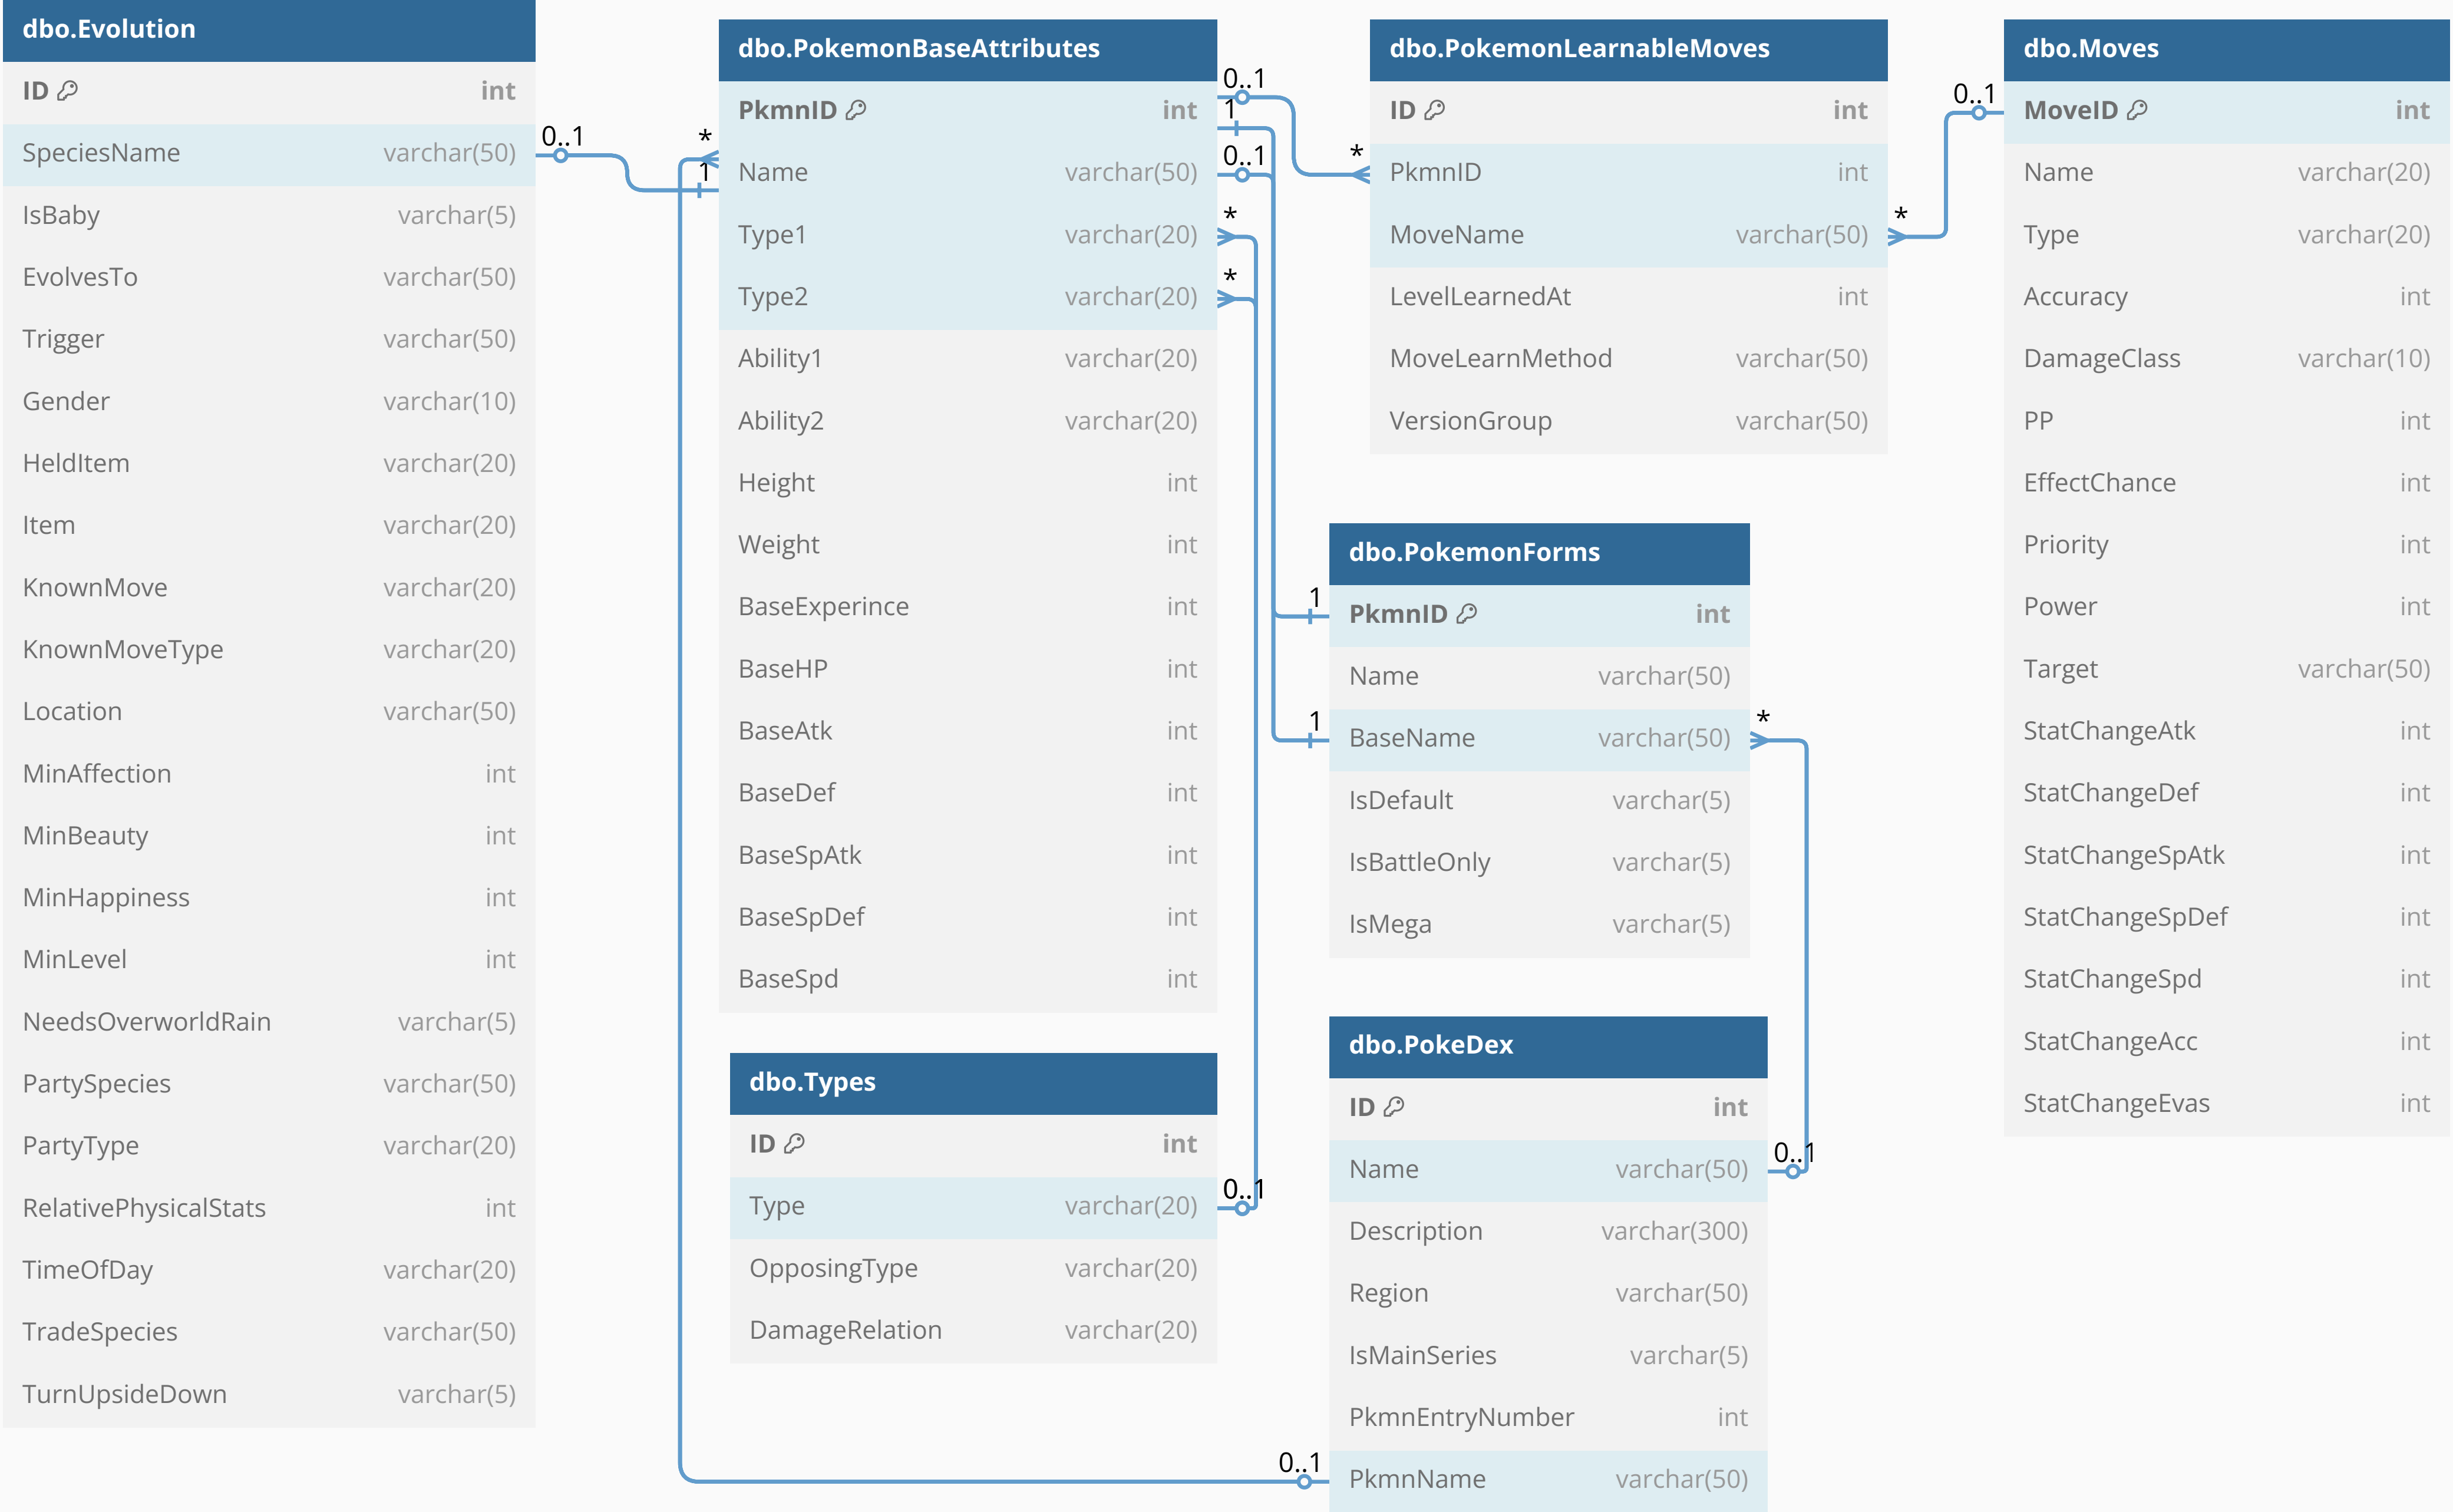 dbo.Evolution
ID int
SpeciesName varchar(50)
IsBaby varchar(5)
EvolvesTo varchar(50)
Trigger varchar(50)
Gender varchar(10)
HeldItem varchar(20)
Item varchar(20)
KnownMove varchar(20)
KnownMoveType varchar(20)
Location varchar(50)
MinAffection int
MinBeauty int
MinHappiness int
MinLevel int
NeedsOverworldRain varchar(5)
PartySpecies varchar(50)
PartyType varchar(20)
RelativePhysicalStats int
TimeOfDay varchar(20)
TradeSpecies varchar(50)
TurnUpsideDown varchar(5)
0..1
*
1
dbo.PokemonBaseAttributes
PkmnID int
Name varchar(50)
Type1 varchar(20)
Type2 varchar(20)
Ability1 varchar(20)
Ability2 varchar(20)
Height int
Weight int
BaseExperince int
BaseHP int
BaseAtk int
BaseDef int
BaseSpAtk int
BaseSpDef int
BaseSpd int
0..1
1
0..1
*
*
dbo.Types
ID int
Type varchar(20)
OpposingType varchar(20)
DamageRelation varchar(20)
0..1
*
dbo.PokemonLearnableMoves
ID int
PkmnID int
MoveName varchar(50)
LevelLearnedAt int
MoveLearnMethod varchar(50)
VersionGroup varchar(50)
*
0..1
1
1
dbo.PokemonForms
PkmnID int
Name varchar(50)
BaseName varchar(50)
IsDefault varchar(5)
IsBattleOnly varchar(5)
IsMega varchar(5)
*
dbo.PokeDex
ID int
Name varchar(50)
Description varchar(300)
Region varchar(50)
IsMainSeries varchar(5)
PkmnEntryNumber int
PkmnName varchar(50)
0..1
0..1
dbo.Moves
MoveID int
Name varchar(20)
Type varchar(20)
Accuracy int
DamageClass varchar(10)
PP int
EffectChance int
Priority int
Power int
Target varchar(50)
StatChangeAtk int
StatChangeDef int
StatChangeSpAtk int
StatChangeSpDef int
StatChangeSpd int
StatChangeAcc int
StatChangeEvas int